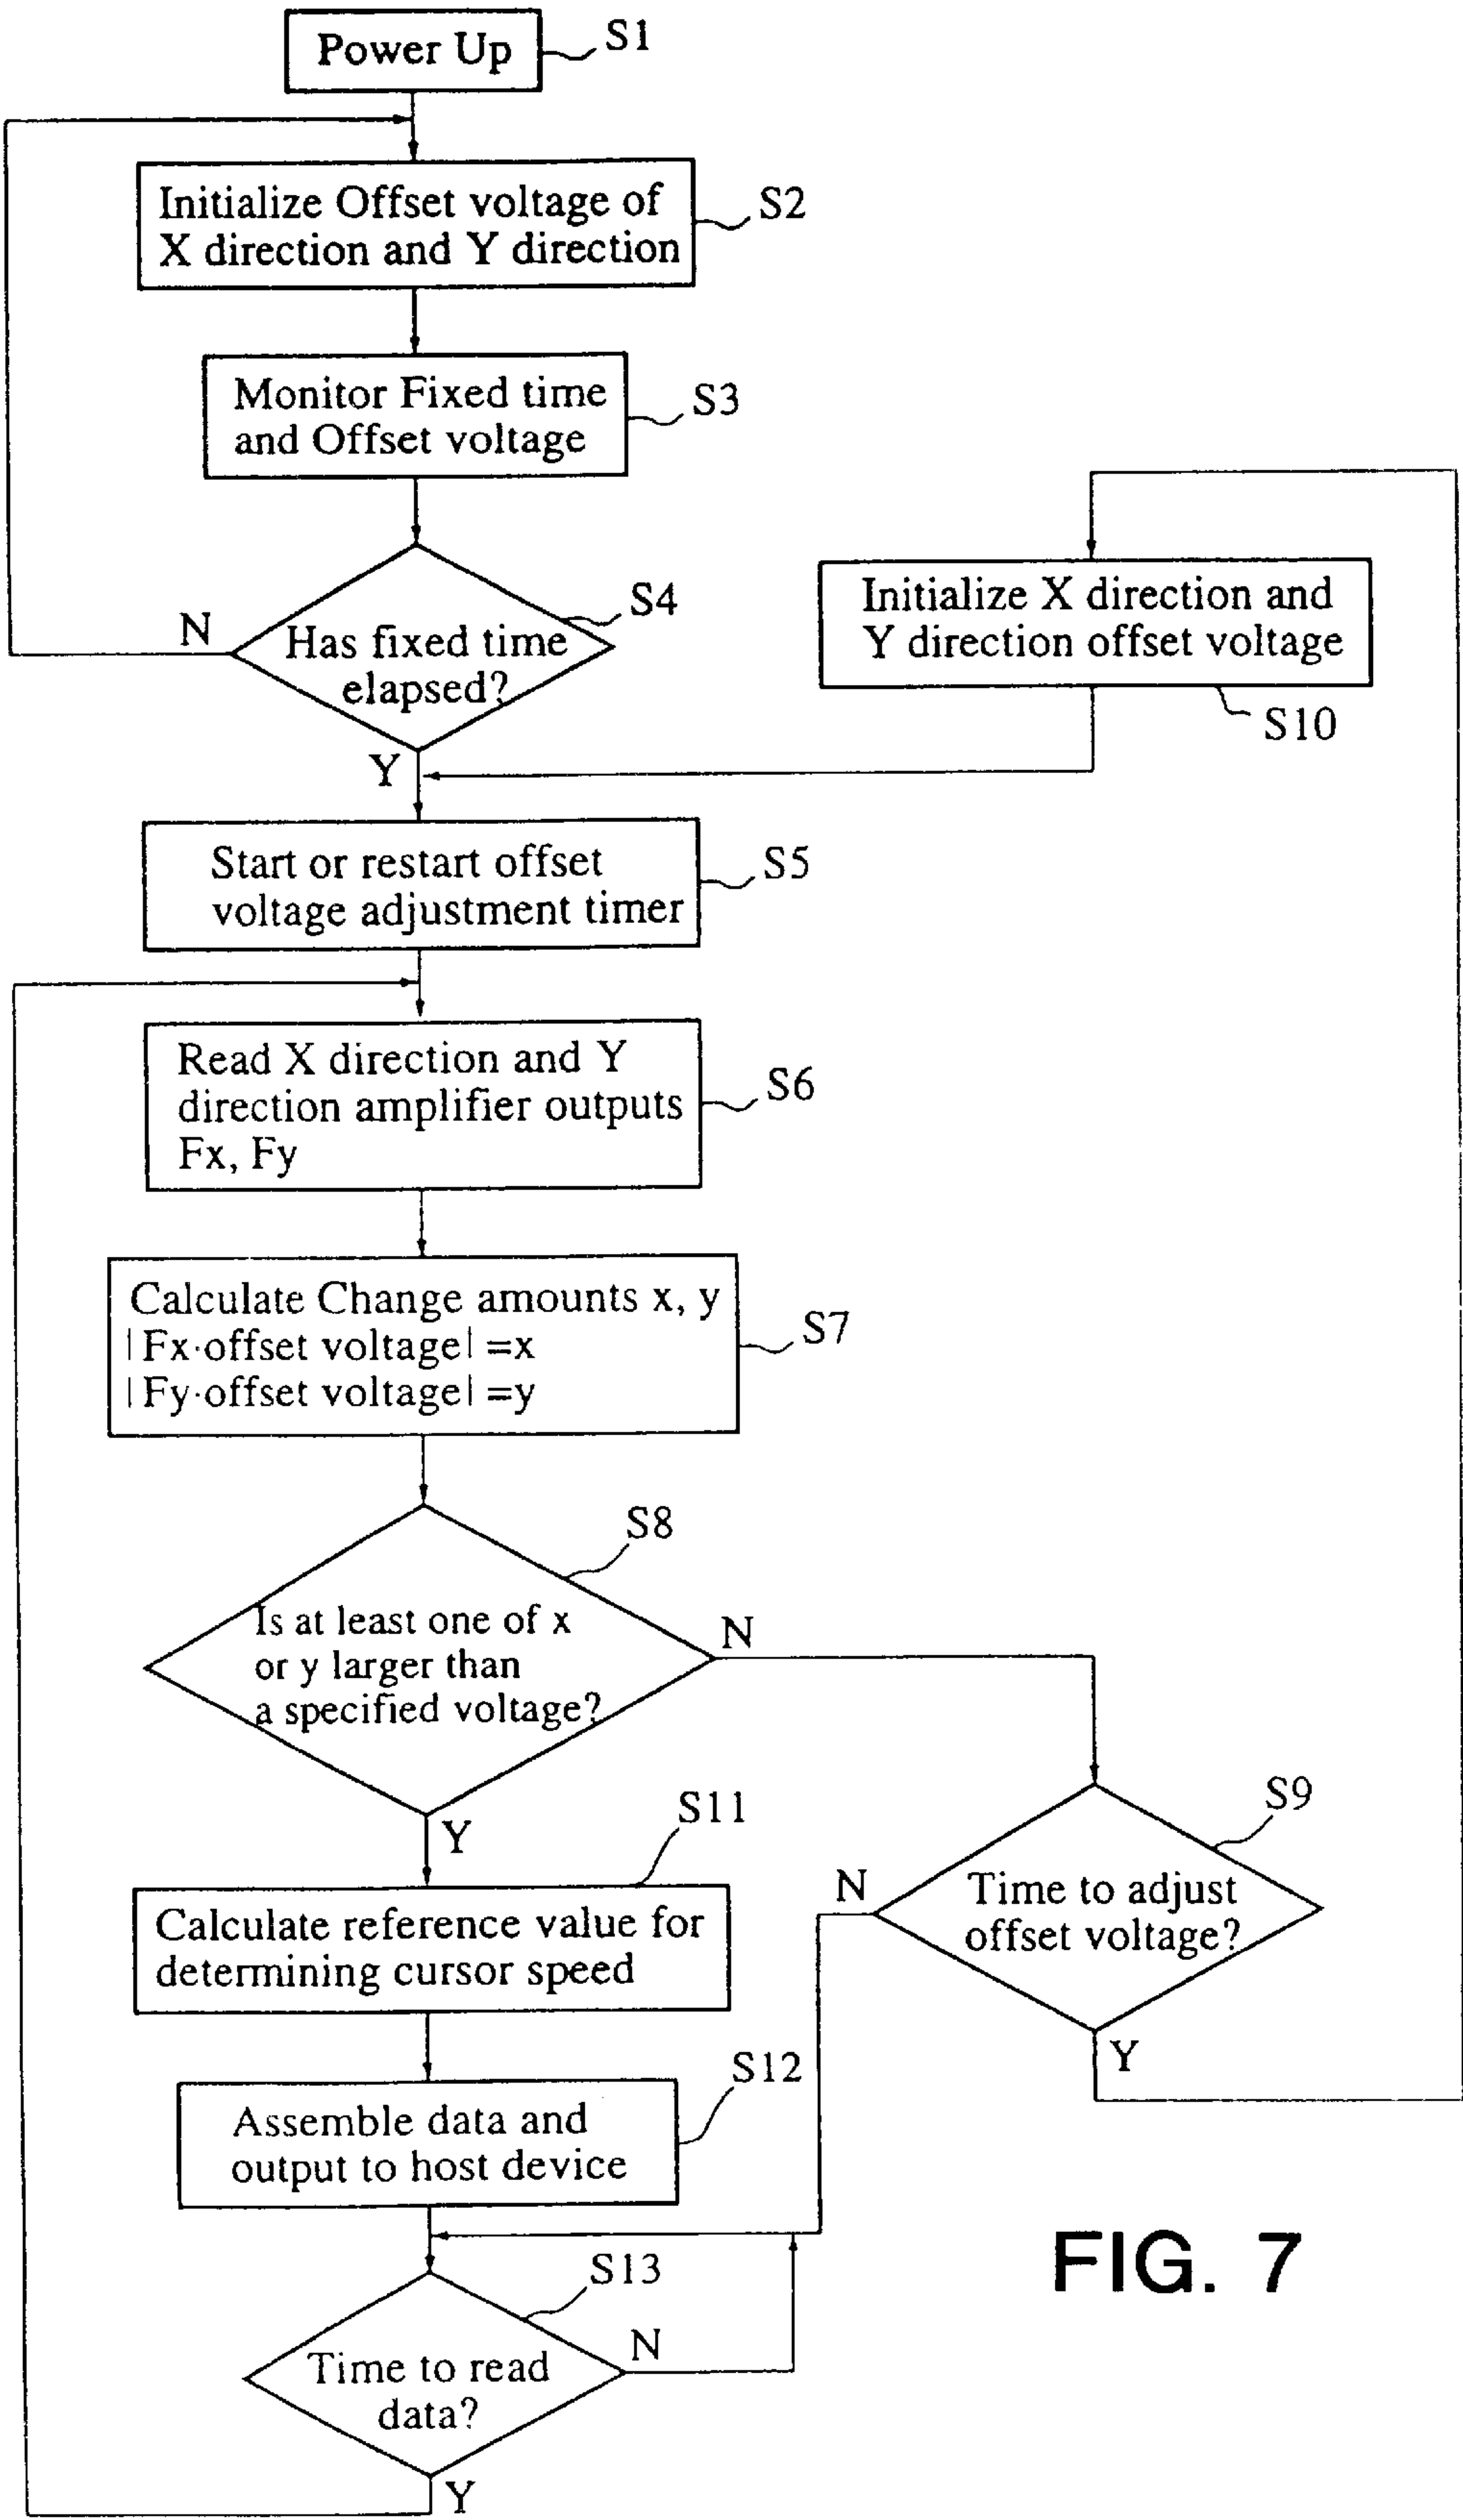 Power Up
S1
Initialize Offset voltage of
X direction and Y direction
S2
Monitor Fixed time
and Offset voltage
S3
S4
N
Has fixed time
elapsed?
Y
Initialize X direction and
Y direction offset voltage
S10
Start or restart offset
voltage adjustment timer
S5
Read X direction and Y
direction amplifier outputs
Fx, Fy
S6
Calculate Change amounts x, y
|Fx·offset voltage| =x
|Fy·offset voltage| =y
S7
S8
Is at least one of x
or y larger than
a specified voltage?
N
Y
S11
Calculate reference value for
determining cursor speed
S9
N
Time to adjust
offset voltage?
Y
S12
Assemble data and
output to host device
S13
Time to read
data?
N
Y
FIG. 7